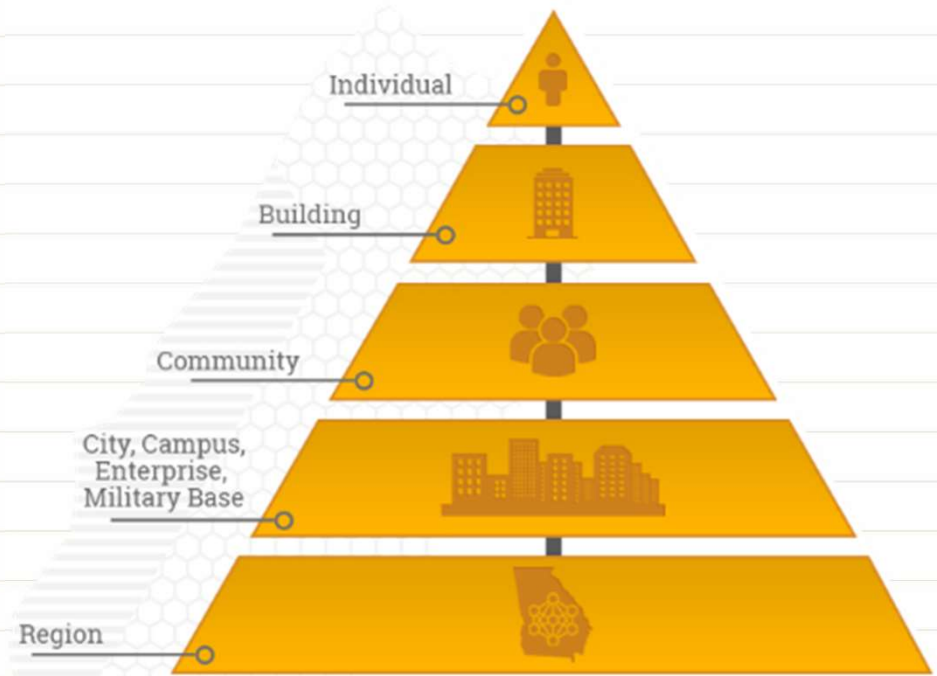 Individual
Building
Community
City, Campus,
Enterprise,
Military Base
Region